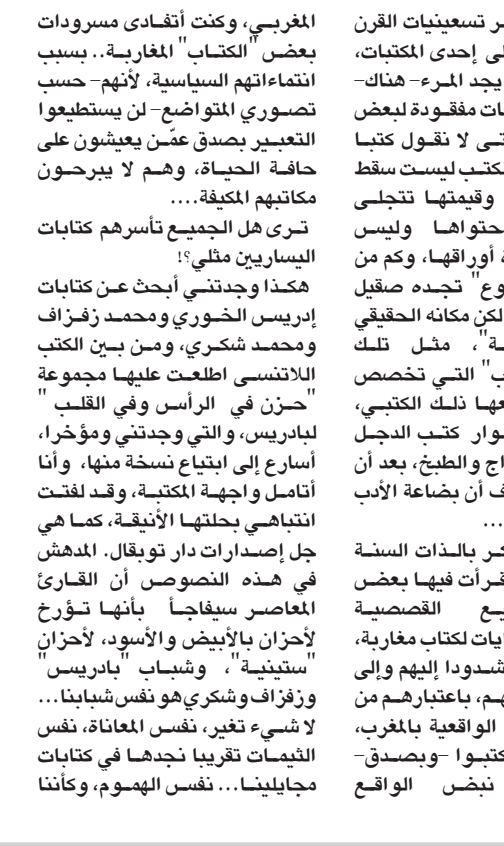 ر تسعينيات القرن
لى إحدى المكتبات،
يجد المرء– هناك–
ات مفقودة لبعض
تى لا نقول كتبا
لكتب ليست سقط
وقيمتها تتجلى
حتواها وليس
ة أوراقها، وكم من
وع" تجده صقيل
لكن مكانه الحقيقي
ـة"، مثل تلك
ب" التي تخصص
عها ذلك الكتبي،
ـوار كتب الدجل
اج والطبخ، بعد أن
ف أن بضاعة الأدب
...
كر بالذات السنة
قرأت فيها بعض
يع القصصية
ايات لكتاب مغاربة،
شدودا إليهم وإلى
هم، باعتبارهم من
الواقعية بالمغرب،
كتبوا –وبصدق–
نبض الواقع
المغربي، وكنت أتفادى مسرودات
بعض "الكتاب" المغاربة.. بسبب
انتماءاتهم السياسية، لأنهم– حسب
تصوري المتواضع– لن يستطيعوا
التعبير بصدق عمّن يعيشون على
حافة الحياة، وهم لا يبرحون
مكاتبهم المكيفة....
ترى هل الجميع تأسرهم كتابات
اليساريين مثلي؟!
هكذا وجدتني أبحث عن كتابات
إدريس الخوري ومحمد زفزاف
ومحمد شكري، ومن بين الكتب
اللاتنسى اطلعت عليها مجموعة
"حزن في الرأس وفي القلب "
لبادريس، والتي وجدتني ومؤخرا،
أسارع إلى ابتياع نسخة منها، وأنا
أتامل واجهة المكتبة، وقد لفتت
انتباهي بحلتها الأنيقة، كما هي
جل إصدارات دار توبقال. المدهش
في هذه النصوص أن القارئ
المعاصر سيفاجأ بأنها تؤرخ
لأحزان بالأبيض والأسود، لأحزان
"ستينية"، وشباب "بادريس"
وزفزاف وشكري هو نفس شبابنا...
لا شيء تغير، نفس المعاناة، نفس
الثيمات تقريبا نجدها في كتابات
مجايلينا... نفس الهموم، وكأننا